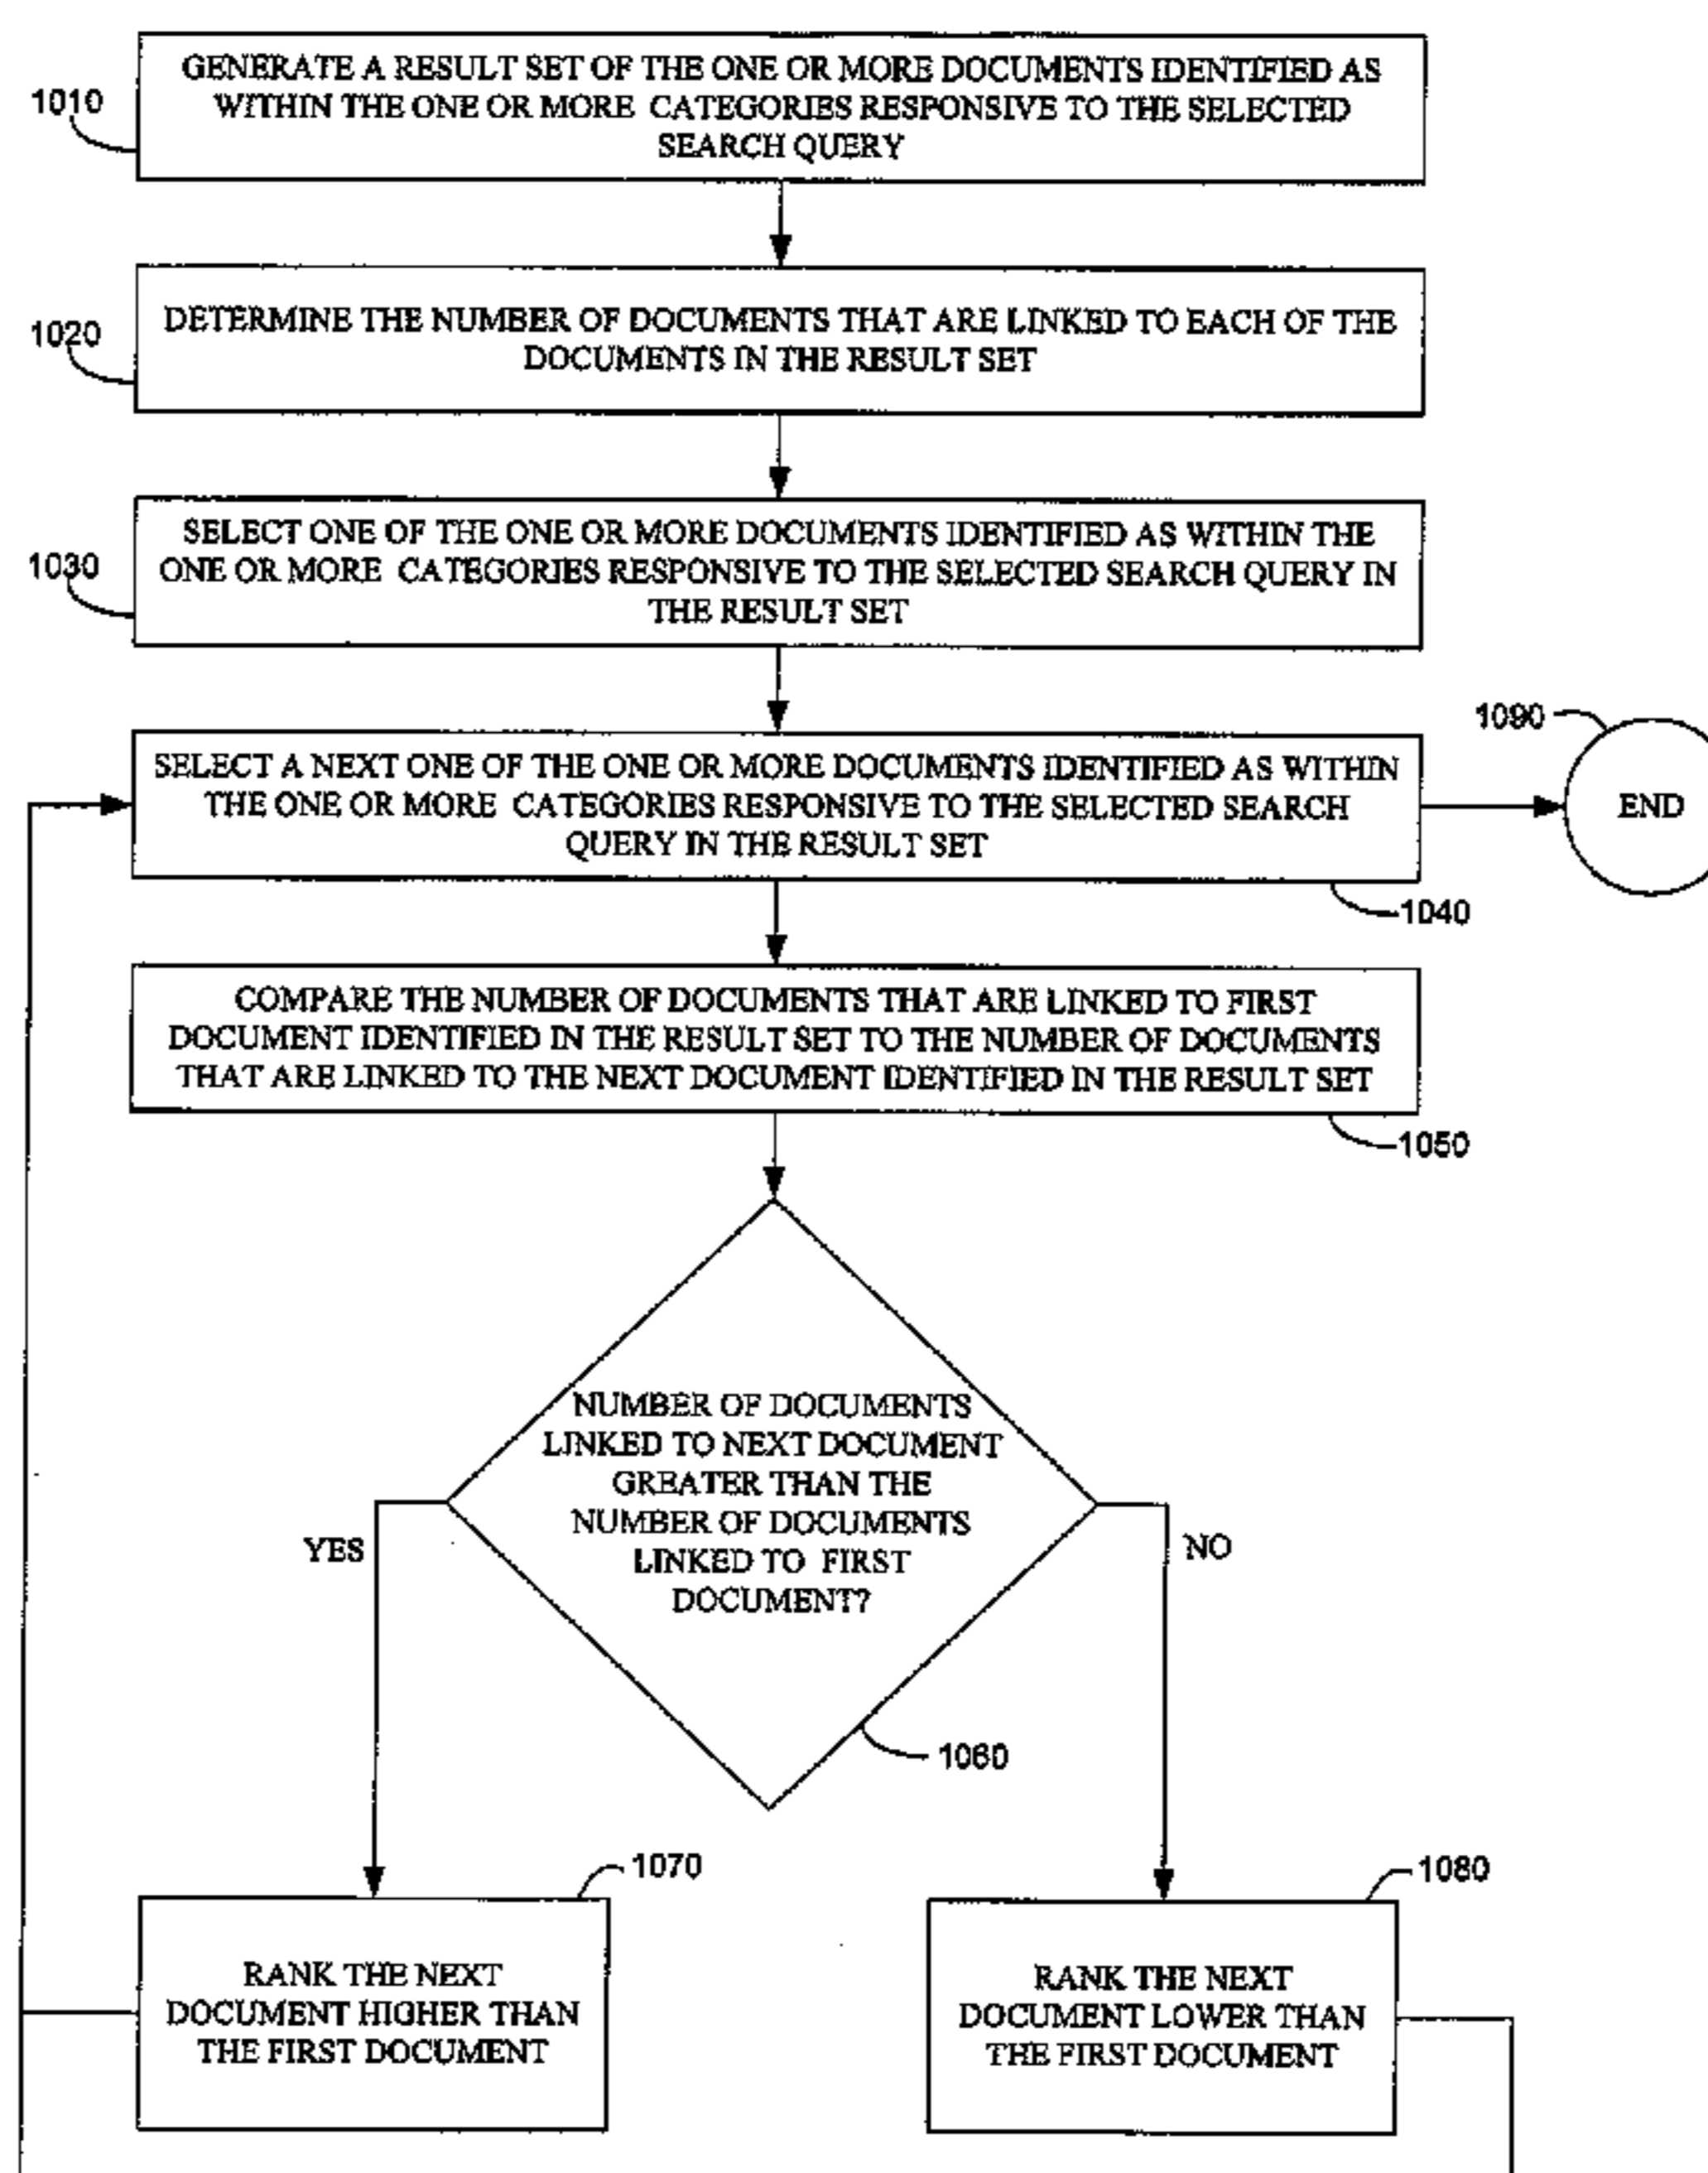 1010
GENERATE A RESULT SET OF THE ONE OR MORE DOCUMENTS IDENTIFIED AS
WITHIN THE ONE OR MORE CATEGORIES RESPONSIVE TO THE SELECTED
SEARCH QUERY
1020
DETERMINE THE NUMBER OF DOCUMENTS THAT ARE LINKED TO EACH OF THE
DOCUMENTS IN THE RESULT SET
1030
SELECT ONE OF THE ONE OR MORE DOCUMENTS IDENTIFIED AS WITHIN THE
ONE OR MORE CATEGORIES RESPONSIVE TO THE SELECTED SEARCH QUERY IN
THE RESULT SET
SELECT A NEXT ONE OF THE ONE OR MORE DOCUMENTS IDENTIFIED AS WITHIN
THE ONE OR MORE CATEGORIES RESPONSIVE TO THE SELECTED SEARCH
QUERY IN THE RESULT SET
1040
1090
END
COMPARE THE NUMBER OF DOCUMENTS THAT ARE LINKED TO FIRST
DOCUMENT IDENTIFIED IN THE RESULT SET TO THE NUMBER OF DOCUMENTS
THAT ARE LINKED TO THE NEXT DOCUMENT IDENTIFIED IN THE RESULT SET
1050
NUMBER OF DOCUMENTS
LINKED TO NEXT DOCUMENT
GREATER THAN THE
NUMBER OF DOCUMENTS
LINKED TO FIRST
DOCUMENT?
1060
YES
NO
1070
RANK THE NEXT
DOCUMENT HIGHER THAN
THE FIRST DOCUMENT
1080
RANK THE NEXT
DOCUMENT LOWER THAN
THE FIRST DOCUMENT